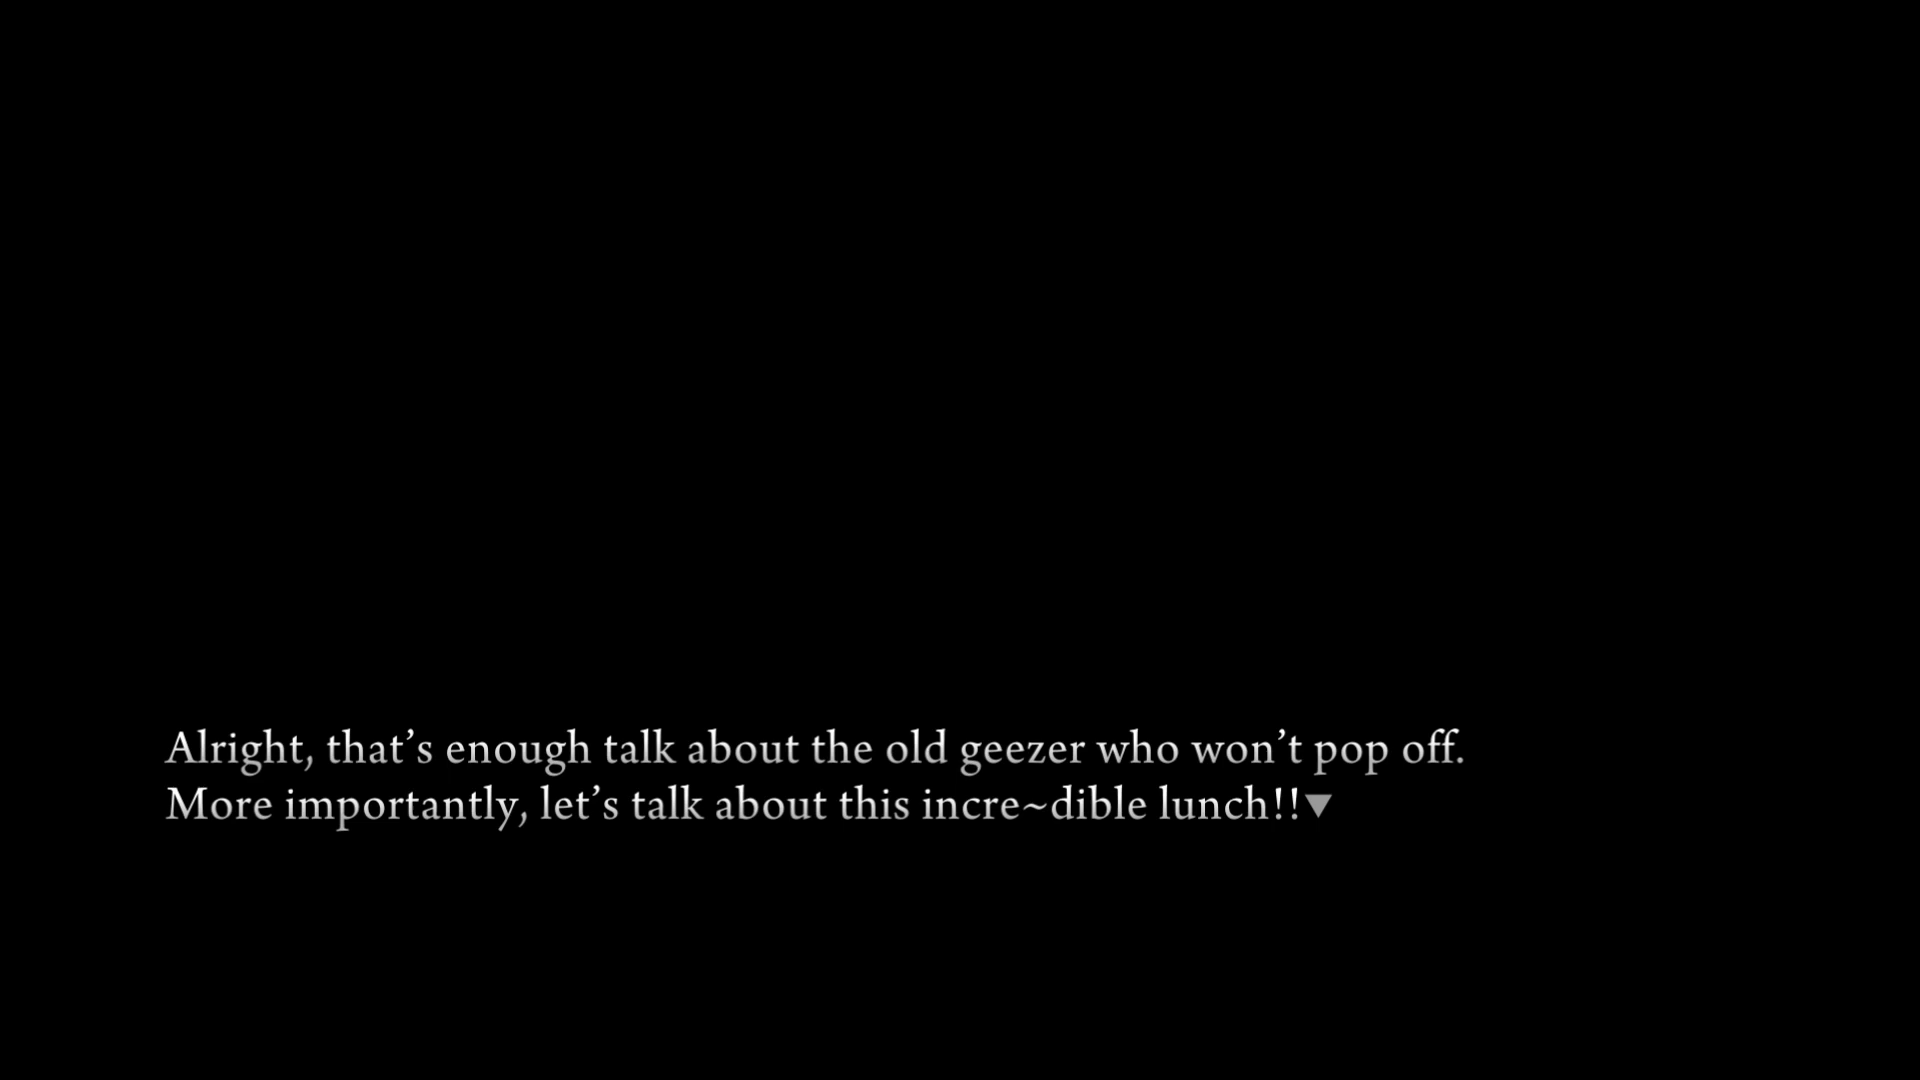 Alright, that’s enough talk about the old geezer who won’t pop off.
More importantly, let’s talk about this incre~dible lunch!!▼